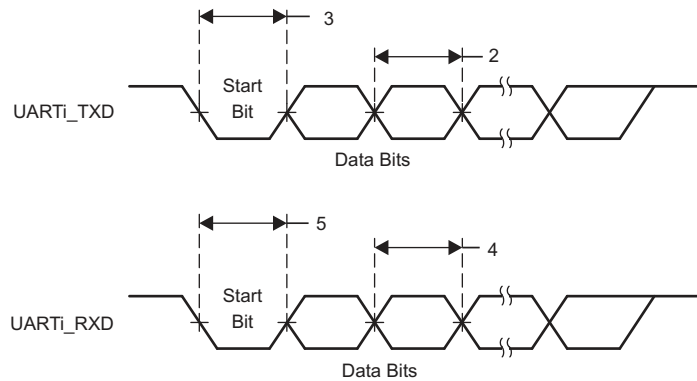 3
2
Start
Bit
UARTi_TXD
Data Bits
5
4
Start
Bit
UARTi_RXD
Data Bits